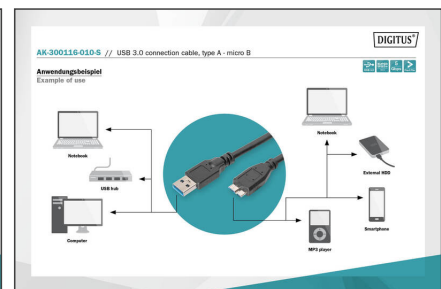 DIGITUS®
AK-300116-010-S // USB 3.0 connection cable, type A - micro B
Anwendungsbeispiel
Example of use
Notebook
USB hub
Computer
Notebook
External HDD
Smartphone
MP3 player